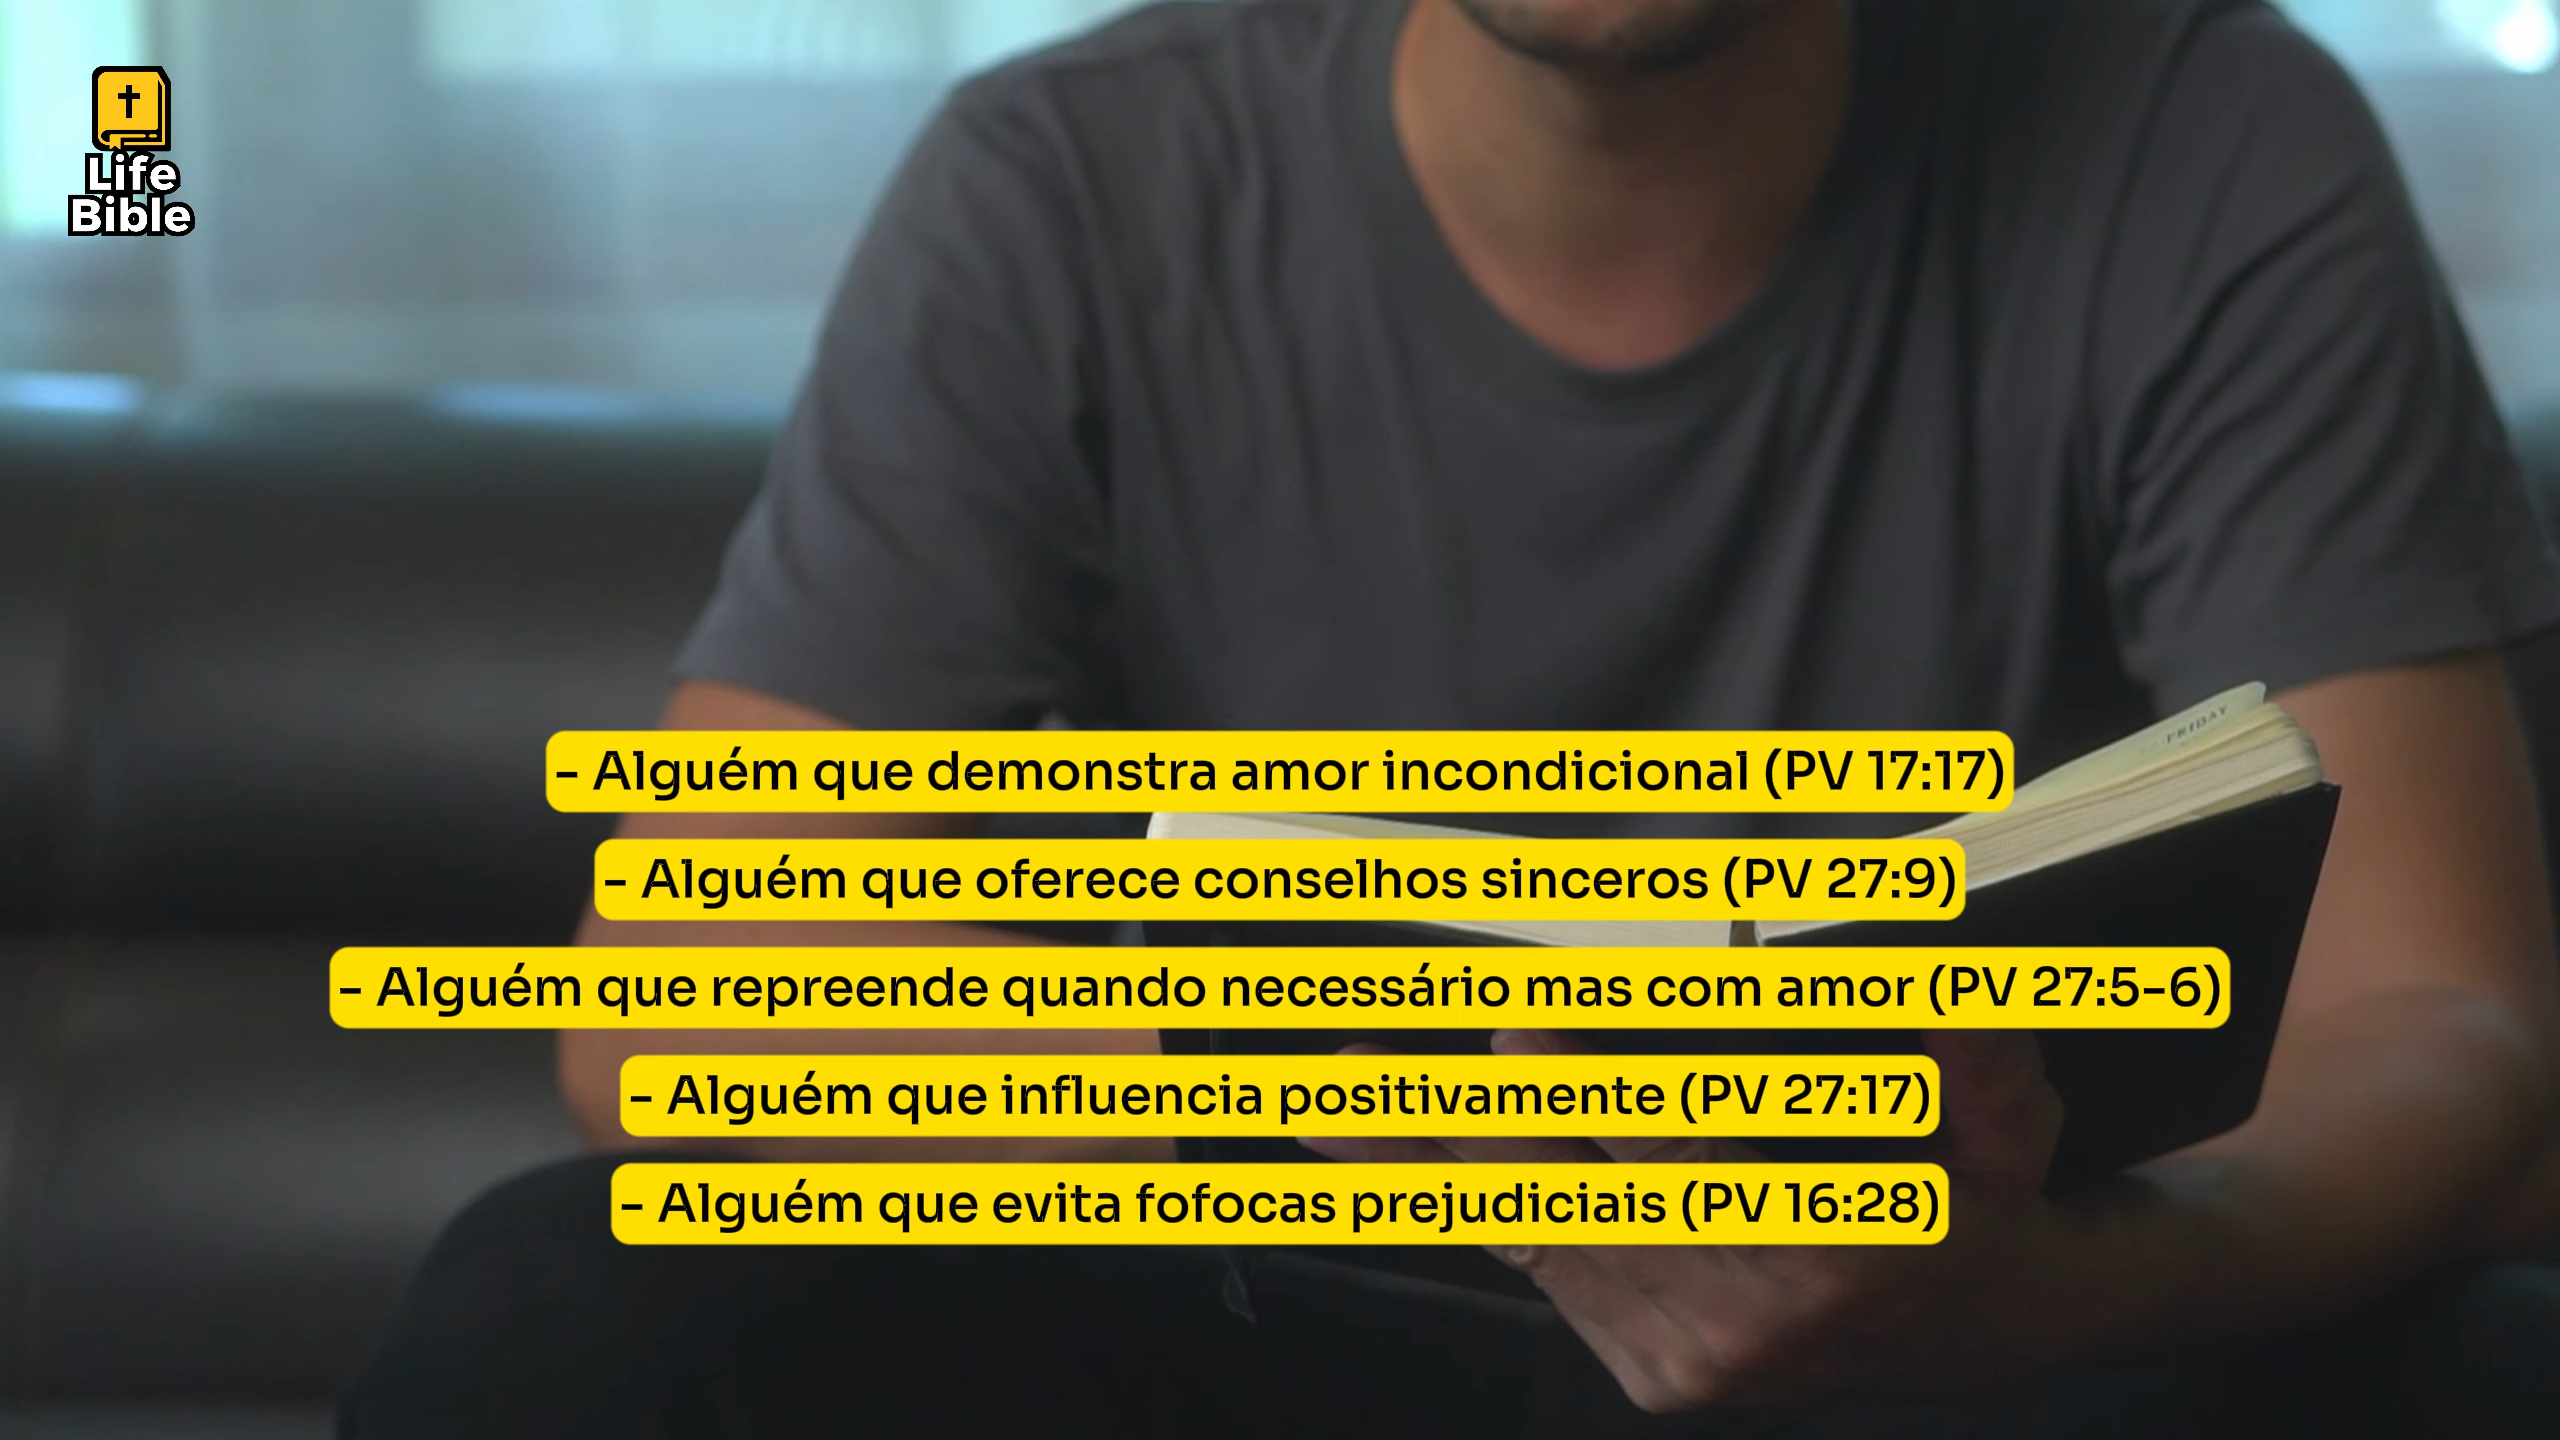 Life
Bible
FRIDAY
- Alguém que demonstra amor incondicional (PV 17:17)
- Alguém que oferece conselhos sinceros (PV 27:9)
- Alguém que repreende quando necessário mas com amor (PV 27:5-6)
- Alguém que influencia positivamente (PV 27:17)
- Alguém que evita fofocas prejudiciais (PV 16:28)